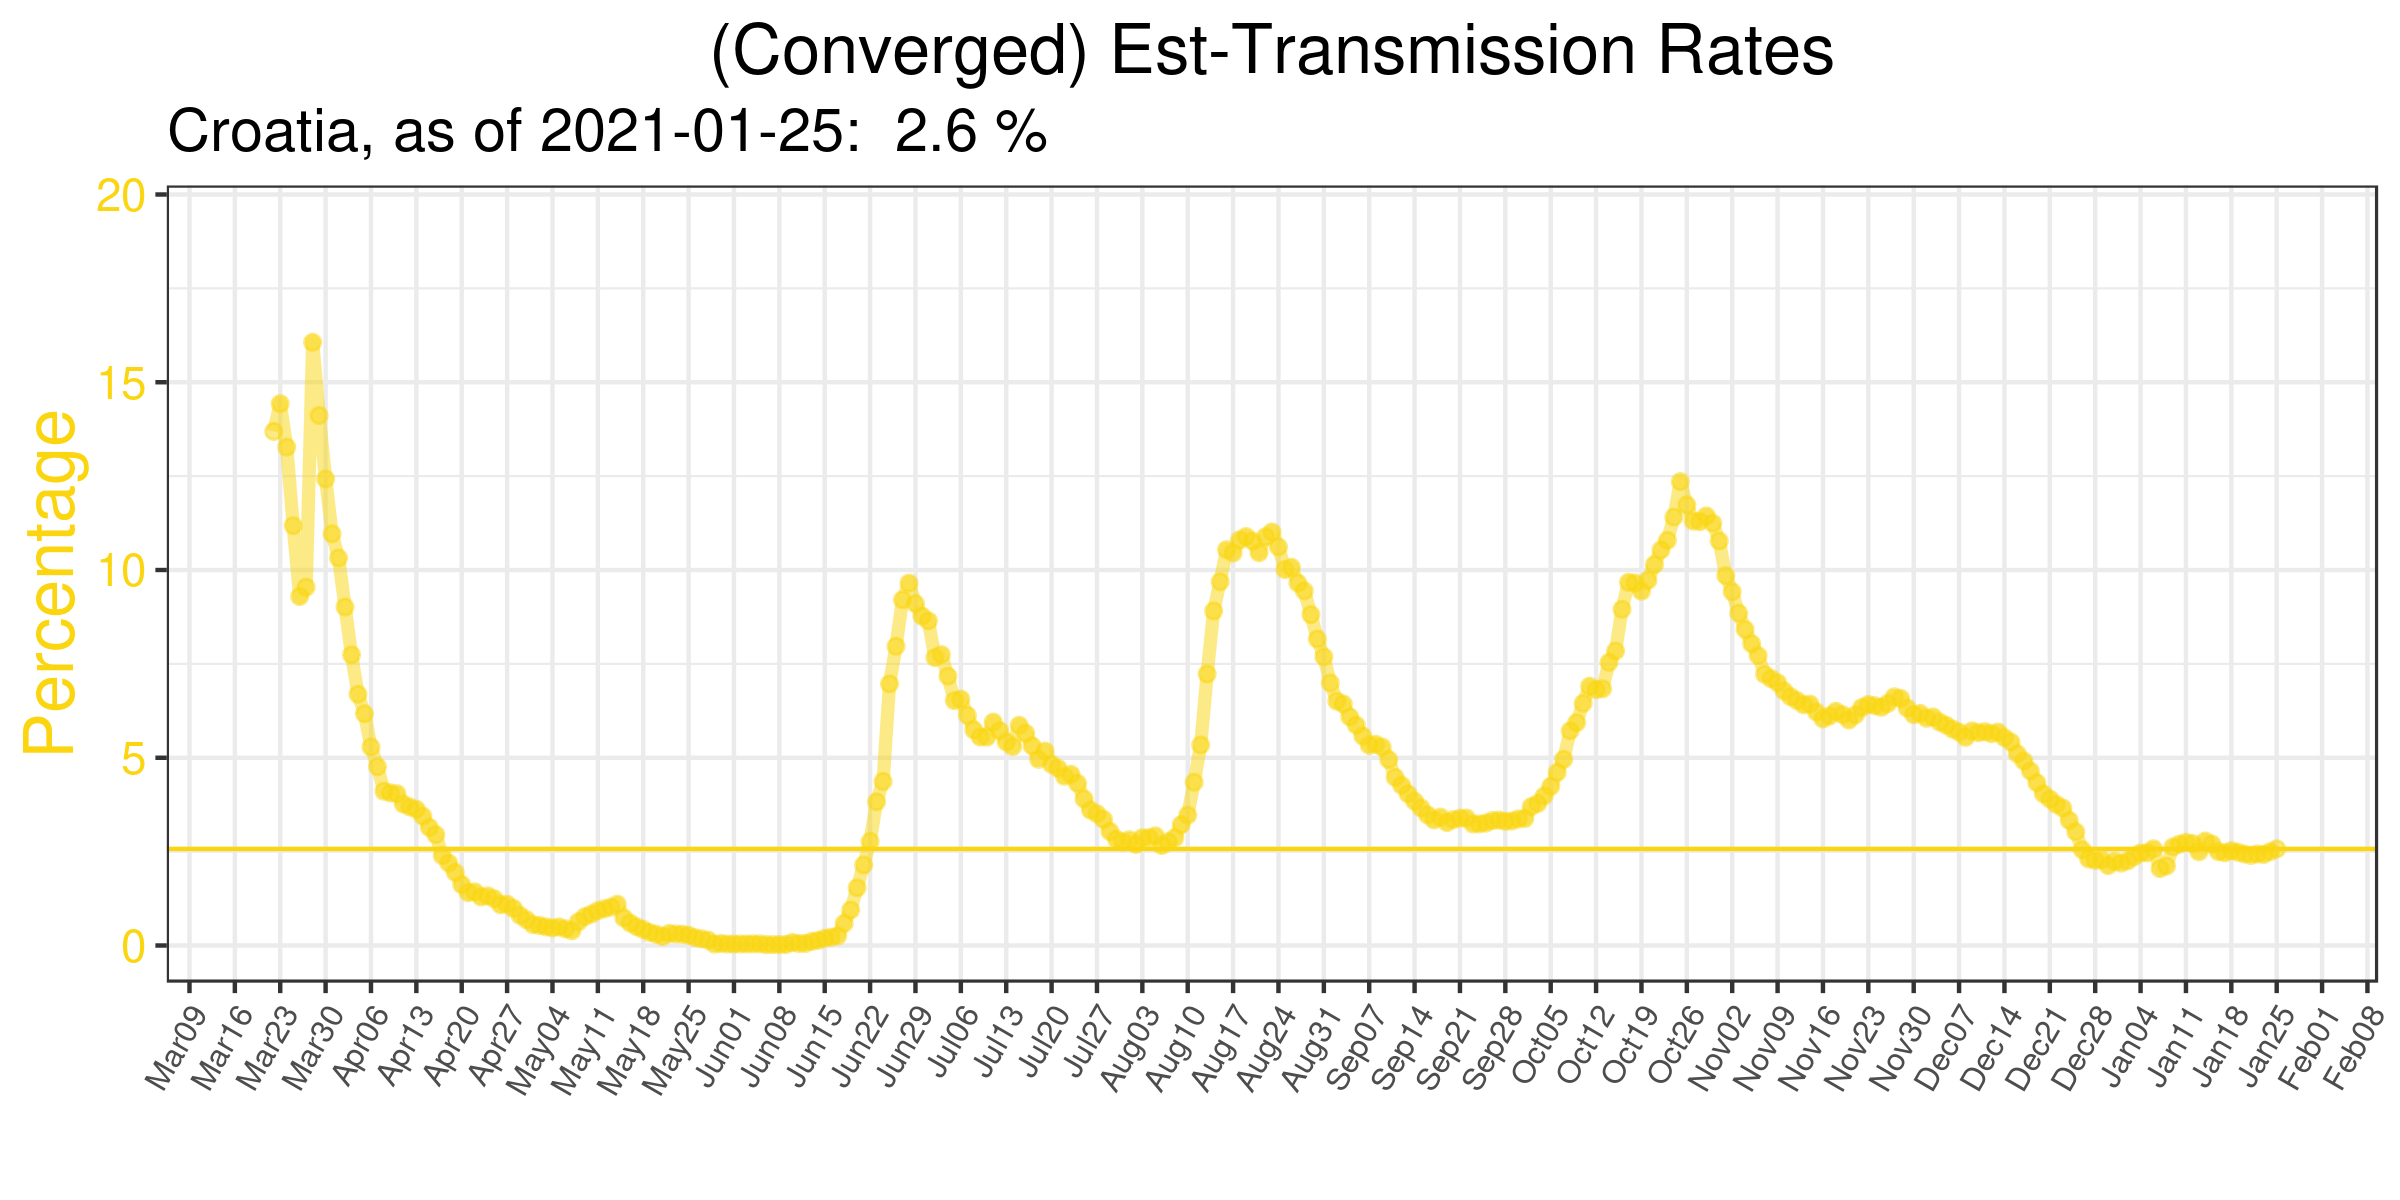 (Converged) Est-Transmission Rates
Croatia, as of 2021-01-25:  2.6 %
Percentage
20
15
10
5
0
Mar09
Mar16
Mar23
Mar30
Apr06
Apr13
Apr20
Apr27
May04
May11
May18
May25
Jun01
Jun08
Jun15
Jun22
Jun29
Jul06
Jul13
Jul20
Jul27
Aug03
Aug10
Aug17
Aug24
Aug31
Sep07
Sep14
Sep21
Sep28
Oct05
Oct12
Oct19
Oct26
Nov02
Nov09
Nov16
Nov23
Nov30
Dec07
Dec14
Dec21
Dec28
Jan04
Jan11
Jan18
Jan25
Feb01
Feb08